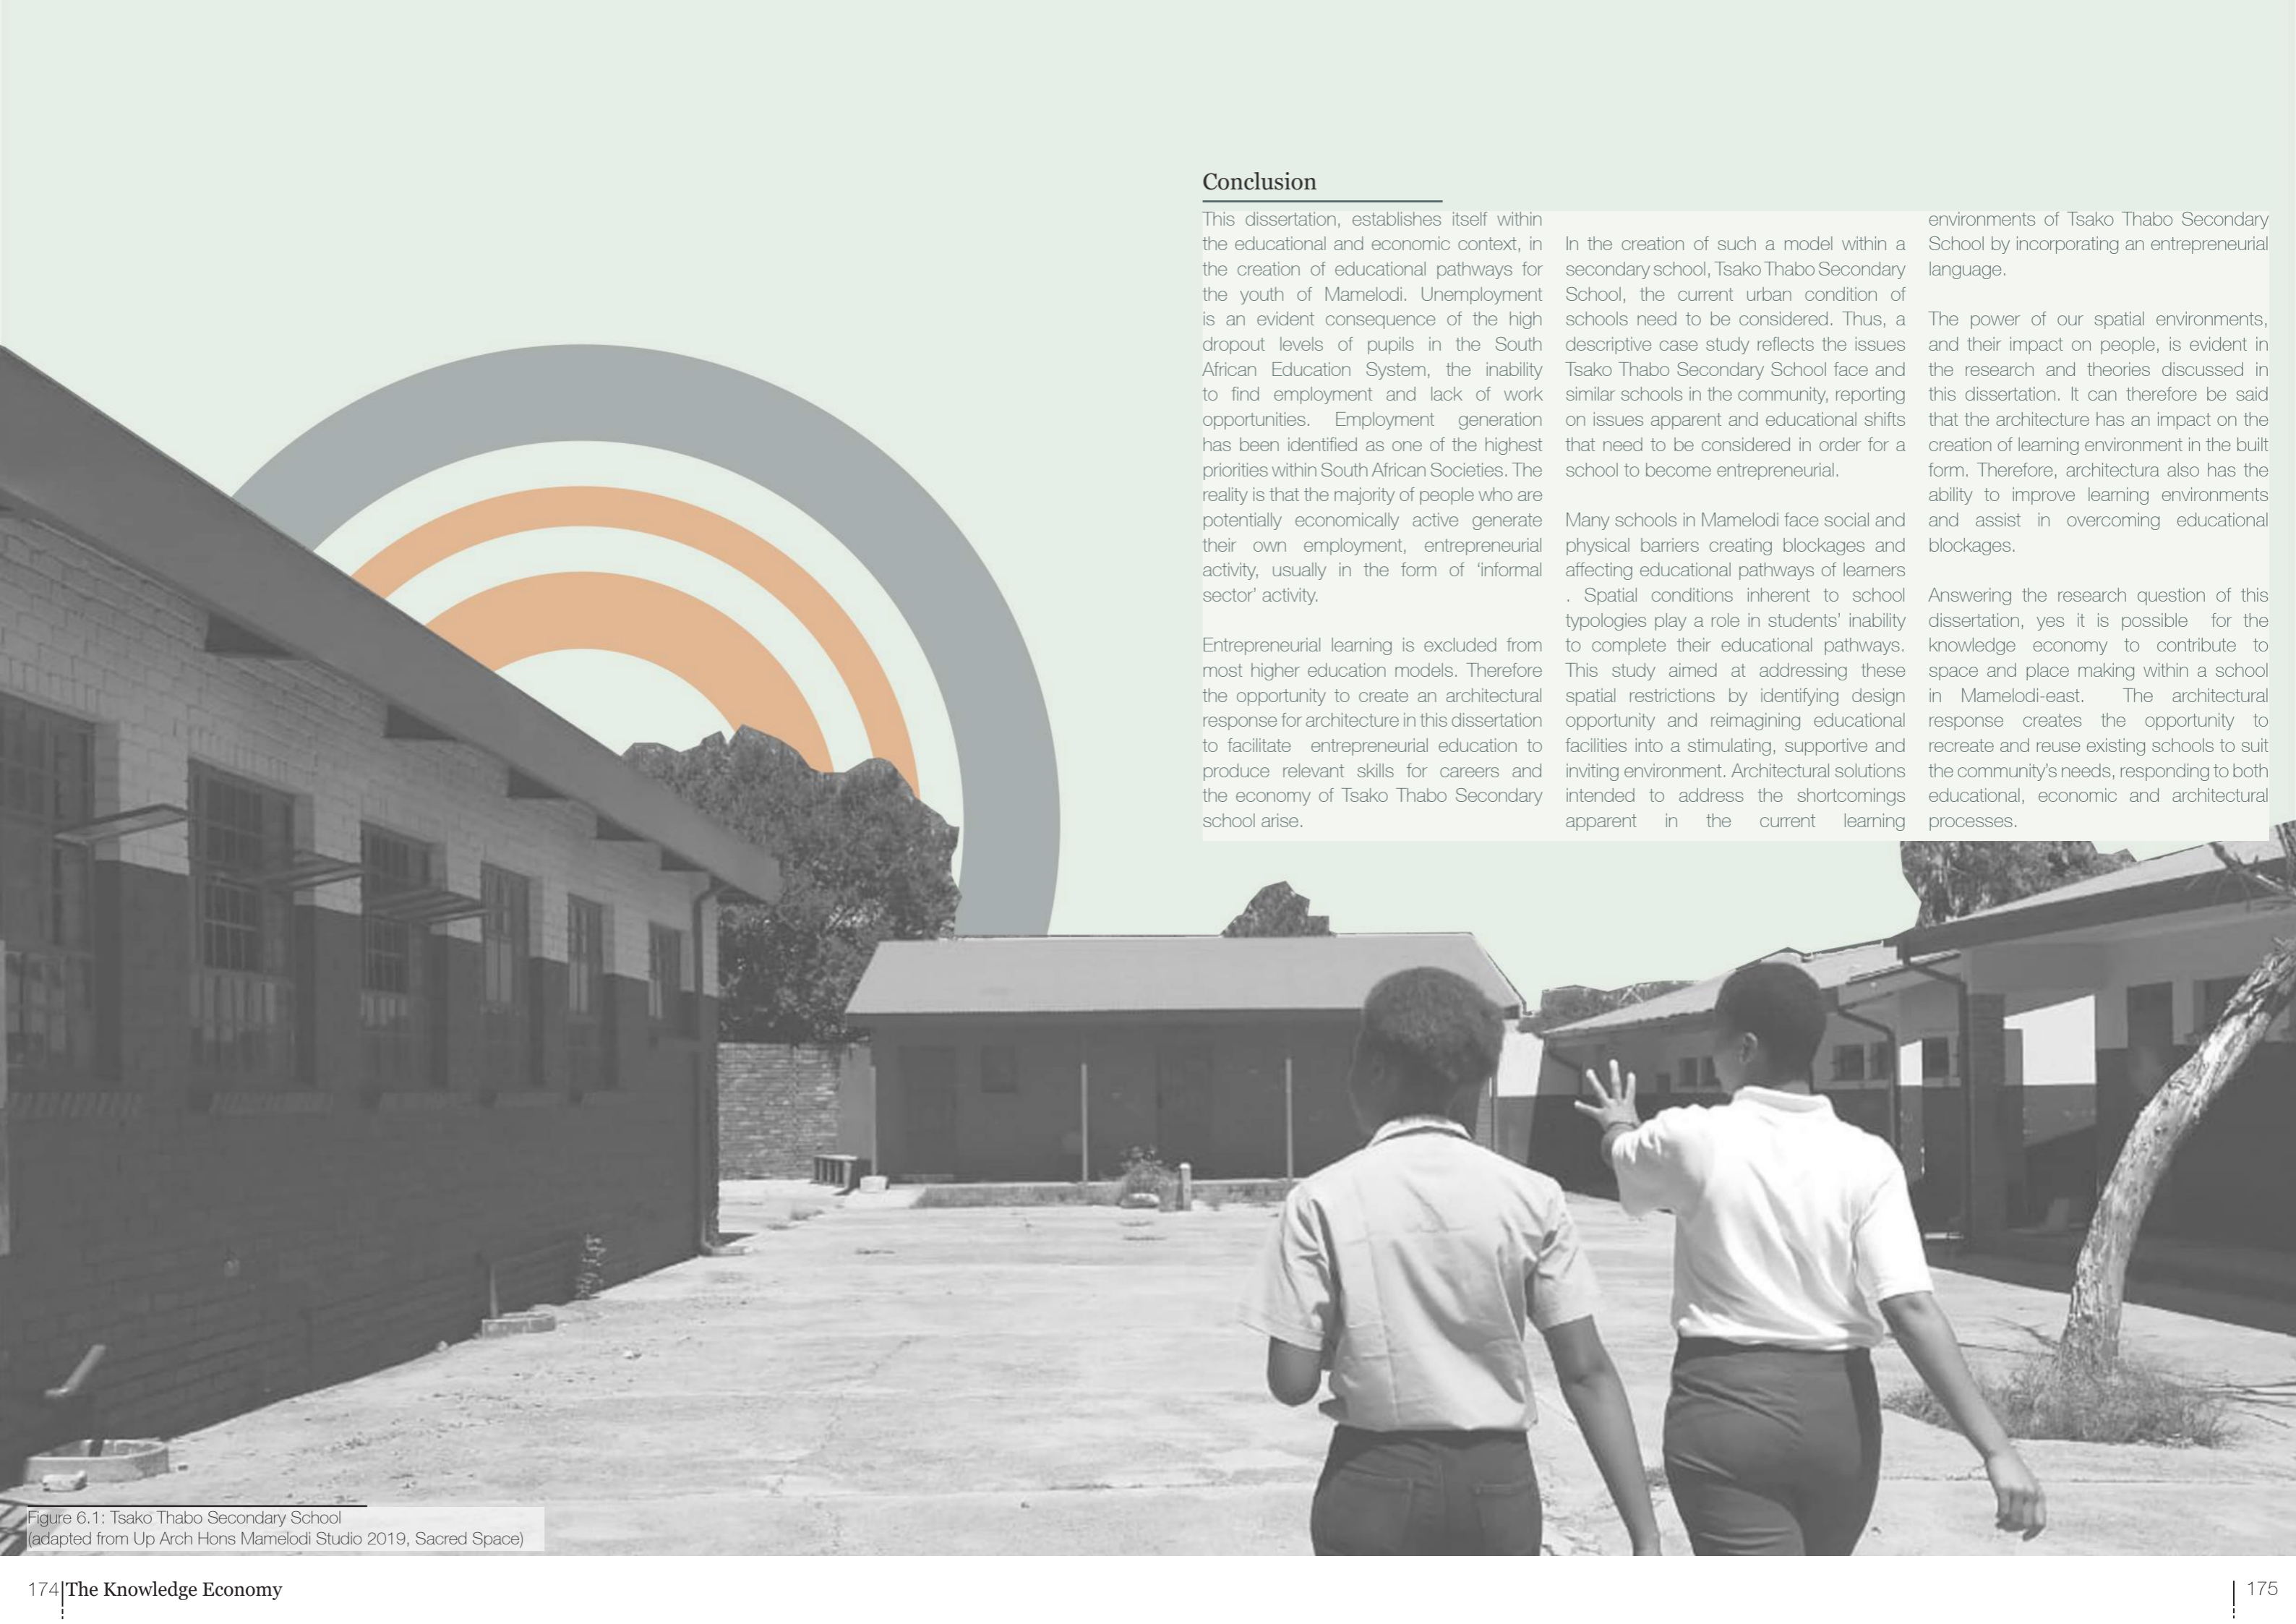 Conclusion
This dissertation, establishes itself within
the educational and economic context, in
the creation of educational pathways for
the youth of Mamelodi. Unemployment
is an evident consequence of the high
dropout levels of pupils in the South
African Education System, the inability
to find employment and lack of work
opportunities. Employment generation
has been identified as one of the highest
priorities within South African Societies. The
reality is that the majority of people who are
potentially economically active generate
their own employment, entrepreneurial
activity, usually in the form of ‘informal
sector’ activity.
Entrepreneurial learning is excluded from
most higher education models. Therefore
the opportunity to create an architectural
response for architecture in this dissertation
to facilitate entrepreneurial education to
produce relevant skills for careers and
the economy of Tsako Thabo Secondary
school arise.
In the creation of such a model within a
secondary school, Tsako Thabo Secondary
School, the current urban condition of
schools need to be considered. Thus, a
descriptive case study reflects the issues
Tsako Thabo Secondary School face and
similar schools in the community, reporting
on issues apparent and educational shifts
that need to be considered in order for a
school to become entrepreneurial.
Many schools in Mamelodi face social and
physical barriers creating blockages and
affecting educational pathways of learners
. Spatial conditions inherent to school
typologies play a role in students’ inability
to complete their educational pathways.
This study aimed at addressing these
spatial restrictions by identifying design
opportunity and reimagining educational
facilities into a stimulating, supportive and
inviting environment. Architectural solutions
intended to address the shortcomings
apparent in the current learning
environments of Tsako Thabo Secondary
School by incorporating an entrepreneurial
language.
The power of our spatial environments,
and their impact on people, is evident in
the research and theories discussed in
this dissertation. It can therefore be said
that the architecture has an impact on the
creation of learning environment in the built
form. Therefore, architectura also has the
ability to improve learning environments
and assist in overcoming educational
blockages.
Answering the research question of this
dissertation, yes it is possible for the
knowledge economy to contribute to
space and place making within a school
in Mamelodi-east. The architectural
response creates the opportunity to
recreate and reuse existing schools to suit
the community’s needs, responding to both
educational, economic and architectural
processes.
Figure 6.1: Tsako Thabo Secondary School
(adapted from Up Arch Hons Mamelodi Studio 2019, Sacred Space)
174 The Knowledge Economy
175